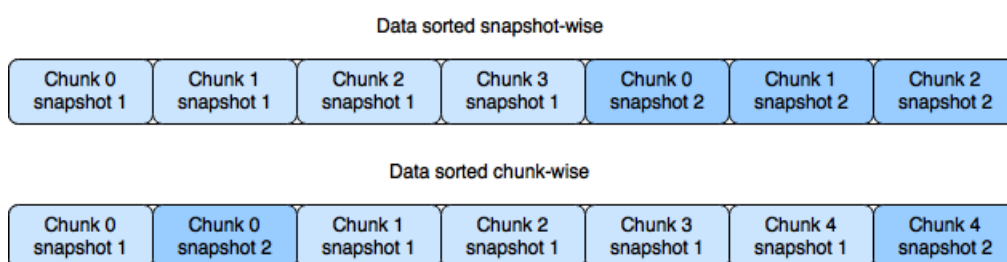 Data sorted snapshot-wise
Chunk 0 Chunk 1 Chunk 2 Chunk 3 Chunk 0 Chunk 1 Chunk 2
snapshot 1 snapshot 1 snapshot 1 snapshot 1 snapshot 2 snapshot 2 snapshot 2
Data sorted chunk-wise
Chunk 0 Chunk 0 Chunk 1 Chunk 2 Chunk 3 Chunk 4 Chunk 4
snapshot 1 snapshot 2 snapshot 1 snapshot 1 snapshot 1 snapshot 1 snapshot 2